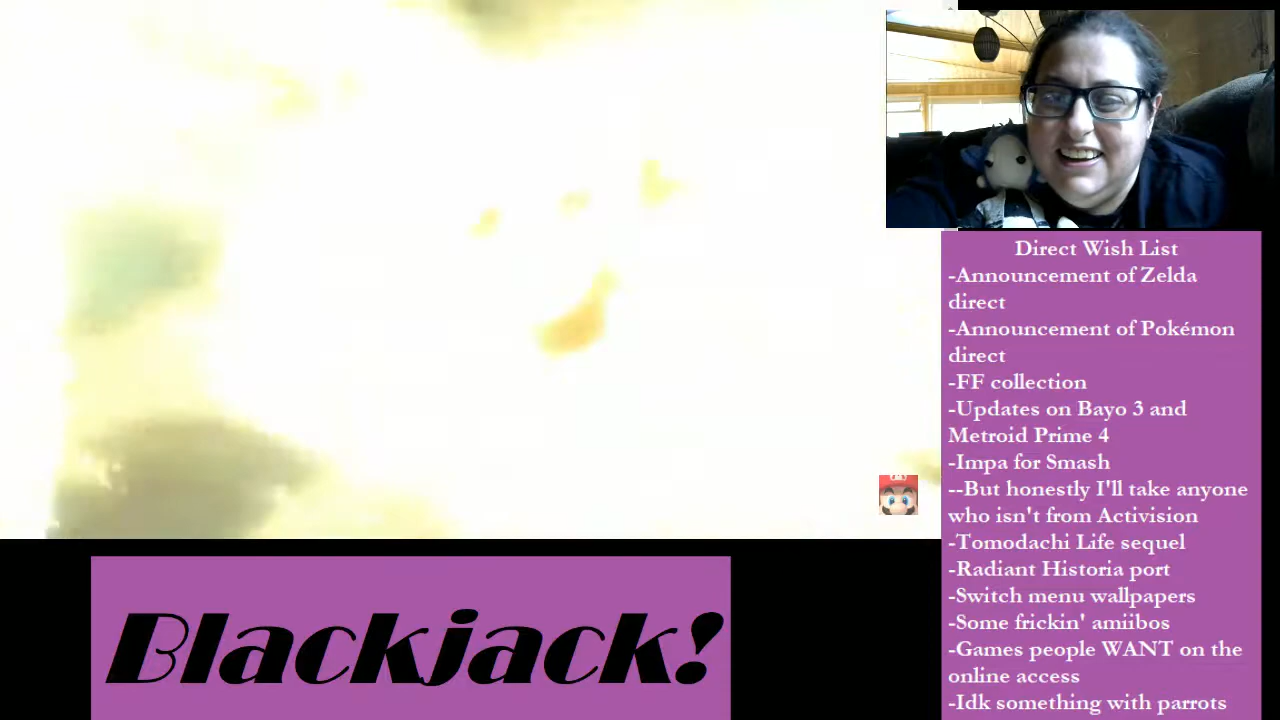 Direct Wish List
-Announcement of Zelda
direct
-Announcement of Pokémon
direct
-FF collection
-Updates on Bayo 3 and
Metroid Prime 4
-Impa for Smash
--But honestly I'll take anyone
who isn't from Activision
-Tomodachi Life sequel
-Radiant Historia port
-Switch menu wallpapers
-Some frickin' amiibos
-Games people WANT on the
online access
-Idk something with parrots
Blackjack!